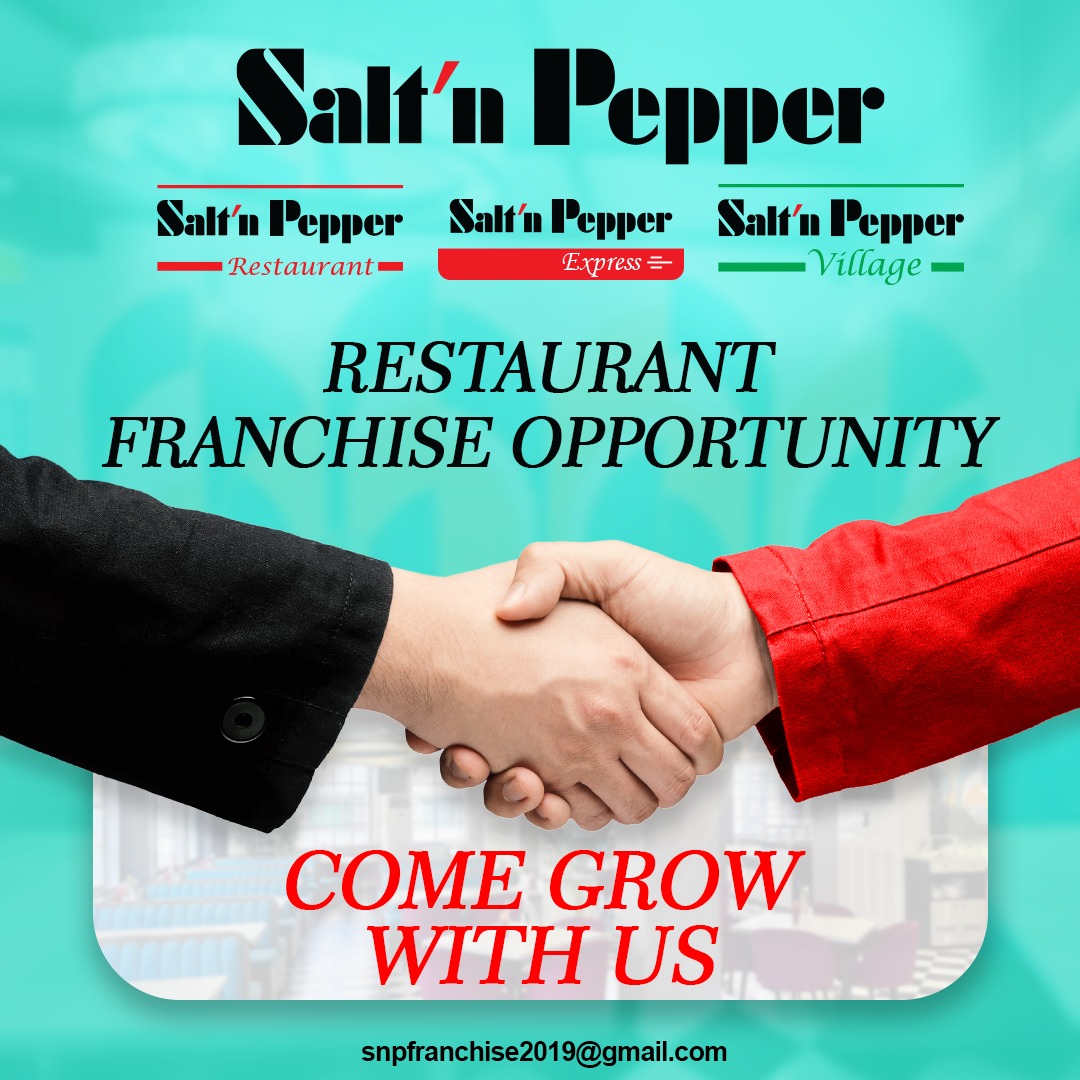 Salt'n Pepper
Salt'n Pepper
Restaurant
Salt'n Pepper
Express
Salt'n Pepper
Village
RESTAURANT
FRANCHISE OPPORTUNITY
COME GROW
WITH US
snpfranchise2019@gmail.com